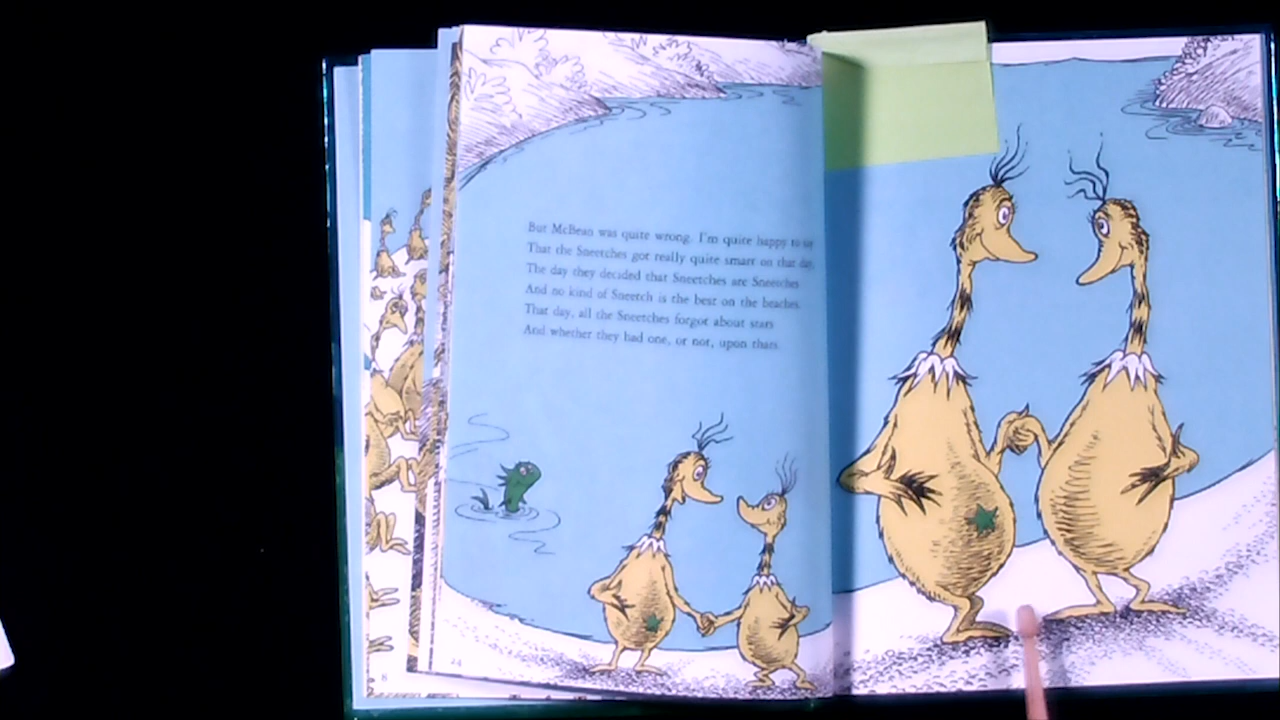 But McBean was quite wrong. I'm quite happy to say
That the Sneetches got really quite smart on that day,
The day they decided that Sneetches are Sneetches
And no kind of Sneetch is the best on the beaches.
That day, all the Sneetches forgot about stars
And whether they had one, or not, upon thars.
24
8